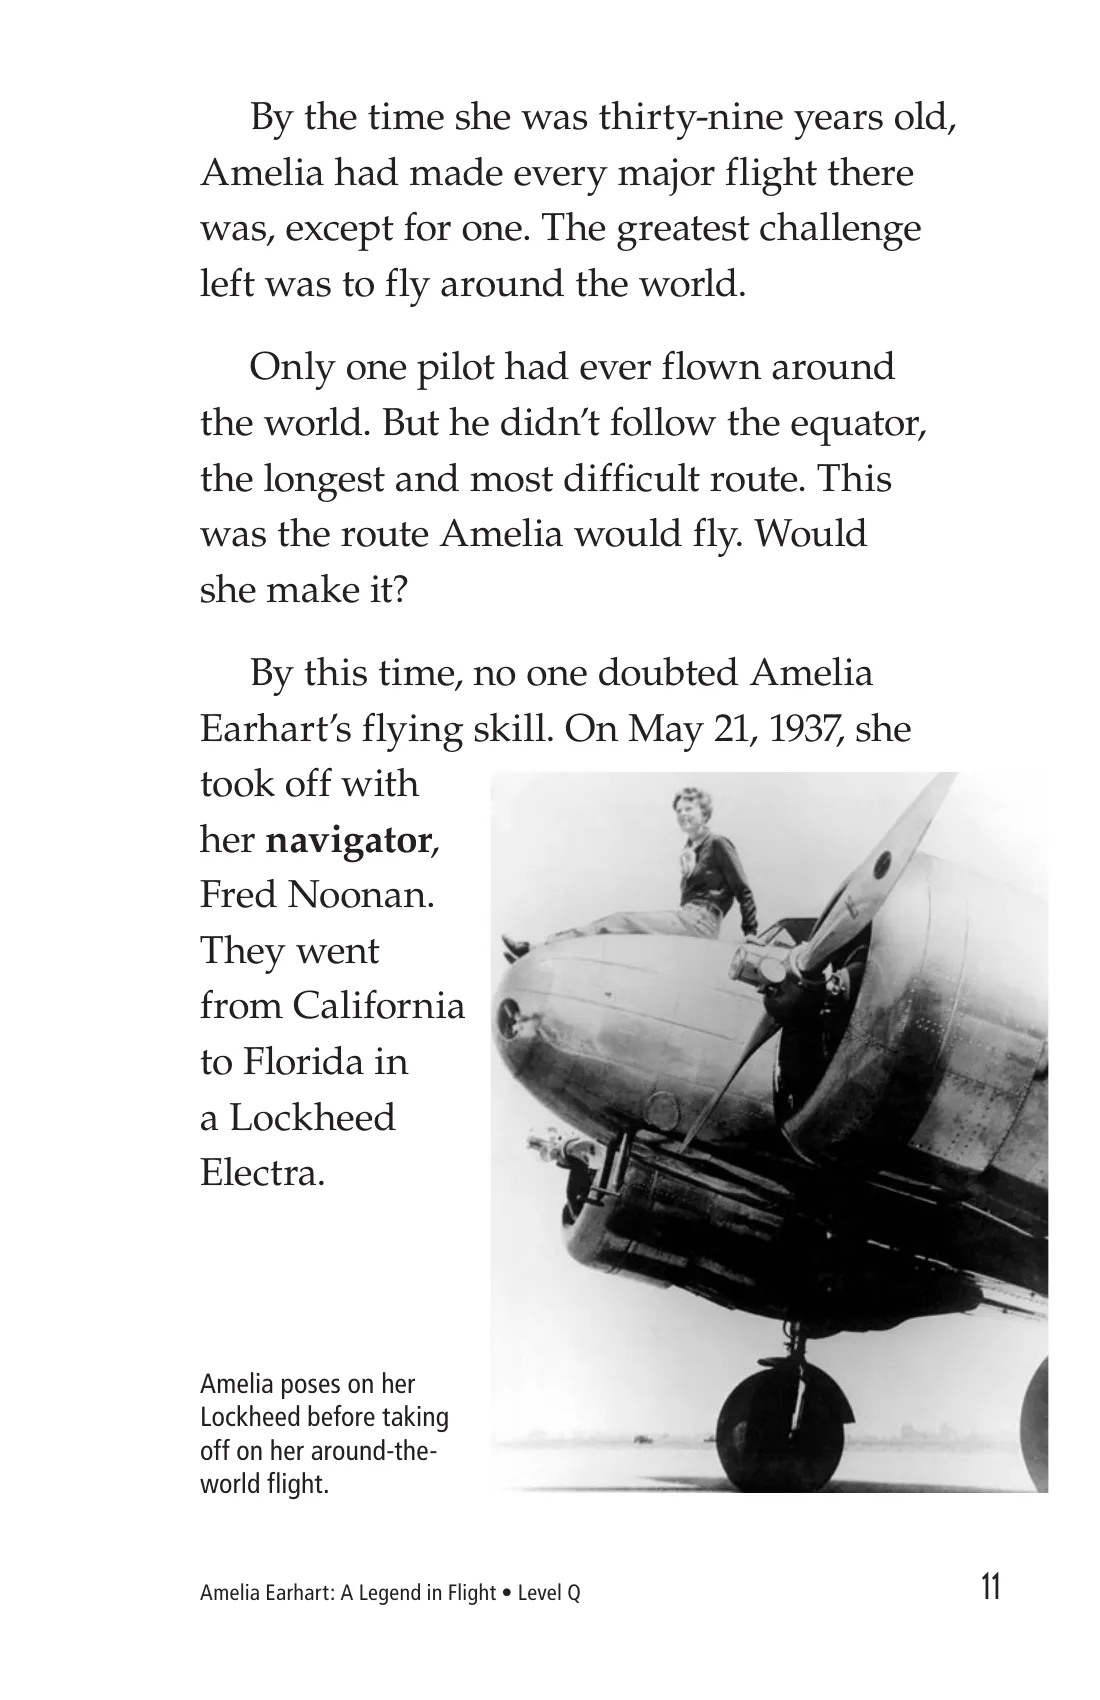 By the time she was thirty-nine years old,
Amelia had made every major flight there
was, except for one. The greatest challenge
left was to fly around the world.
Only one pilot had ever flown around
the world. But he didn’t follow the equator,
the longest and most difficult route. This
was the route Amelia would fly. Would
she make it?
By this time, no one doubted Amelia
Earhart’s flying skill. On May 21, 1937, she
took off with
her navigator,
Fred Noonan.
They went
from California
to Florida in
a Lockheed
Electra.
Amelia poses on her
Lockheed before taking
off on her around-the-
world flight.
Amelia Earhart: A Legend in Flight • Level Q
11